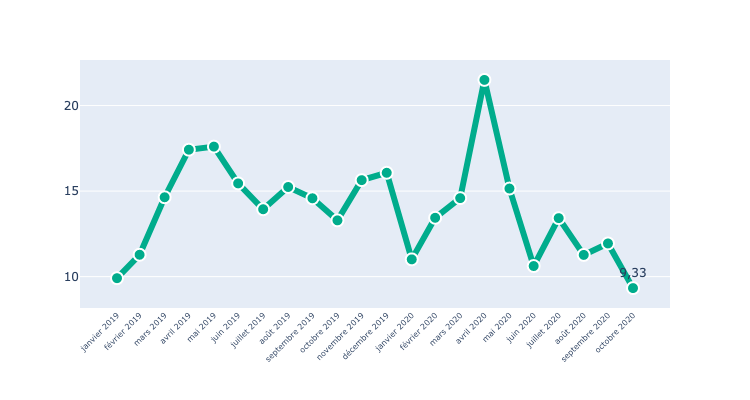 20
15
10
9.33
janvier 2019
février 2019
mars 2019
avril 2019
mai 2019
juin 2019
juillet 2019
août 2019
septembre 2019
octobre 2019
novembre 2019
décembre 2019
janvier 2020
février 2020
mars 2020
avril 2020
mai 2020
juin 2020
juillet 2020
août 2020
septembre 2020
octobre 2020